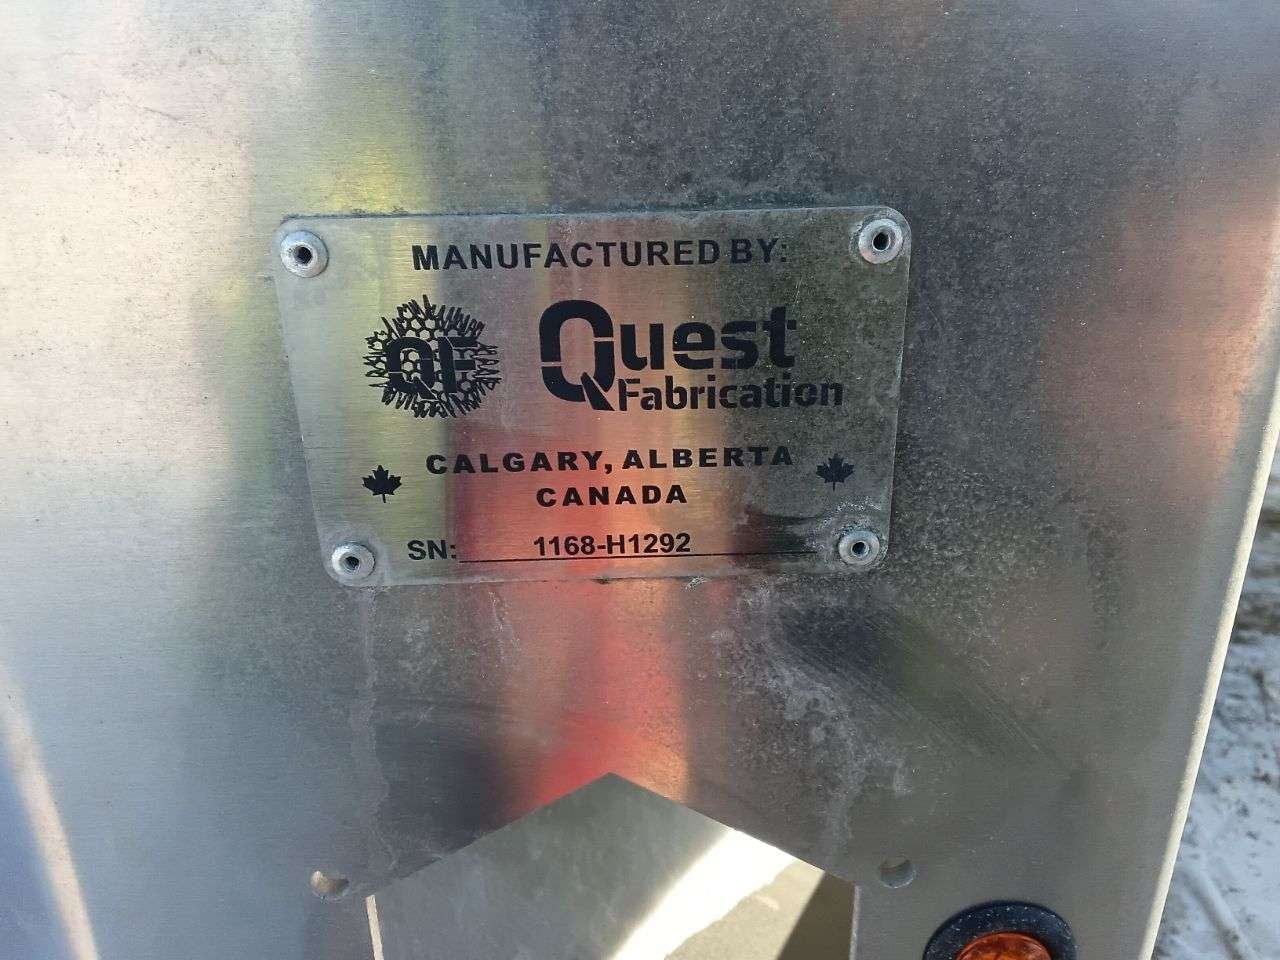 MANUFACTURED BY:
QF
Quest
Fabrication
CALGARY, ALBERTA
CANADA
SN: 1168-H1292